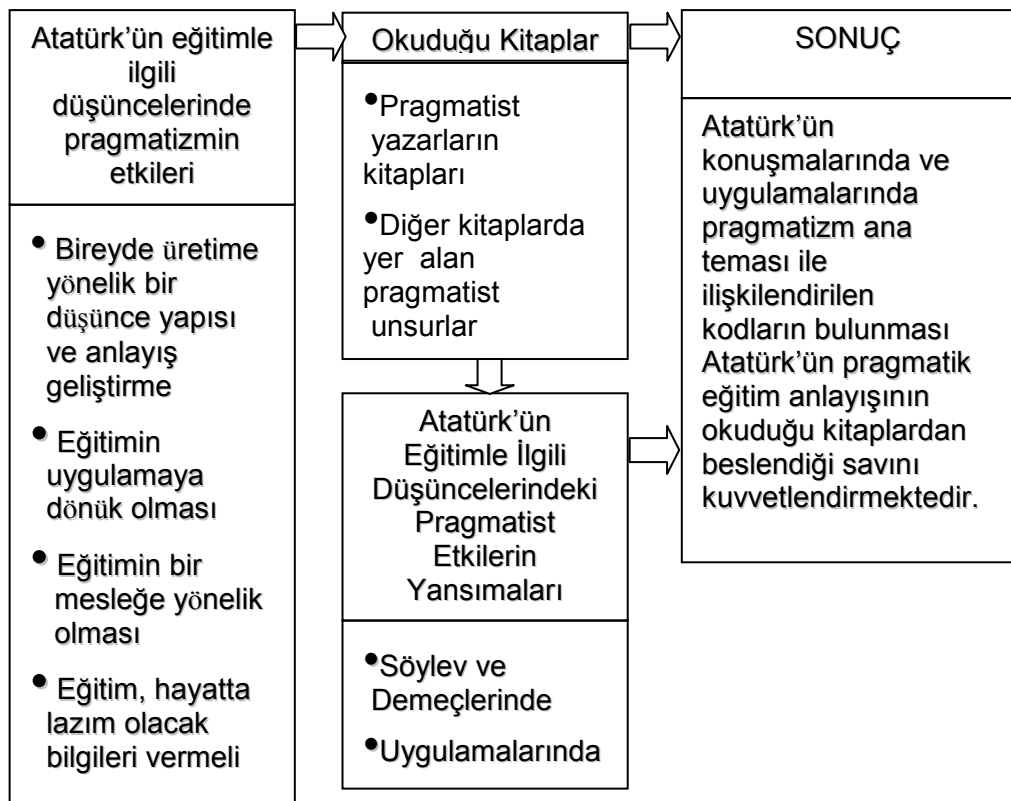 Atatürk’ün eğitimle
ilgili
düşüncelerinde
pragmatizmin
etkileri
• Bireyde üretime
yönelik bir
düşünce yapısı
ve anlayış
geliştirme
• Eğitimin
uygulamaya
dönük olması
• Eğitimin bir
mesleğe yönelik
olması
• Eğitim, hayatta
lazım olacak
bilgileri vermeli
Okuduğu Kitaplar
•Pragmatist
yazarların
kitapları
•Diğer kitaplarda
yer alan
pragmatist
unsurlar
Atatürk’ün
Eğitimle İlgili
Düşüncelerindeki
Pragmatist
Etkilerin
Yansımaları
•Söylev ve
Demeçlerinde
•Uygulamalarında
SONUÇ
Atatürk’ün
konuşmalarında ve
uygulamalarında
pragmatizm ana
teması ile
ilişkilendirilen
kodların bulunması
Atatürk’ün pragmatik
eğitim anlayışının
okuduğu kitaplardan
beslendiği savını
kuvvetlendirmektedir.